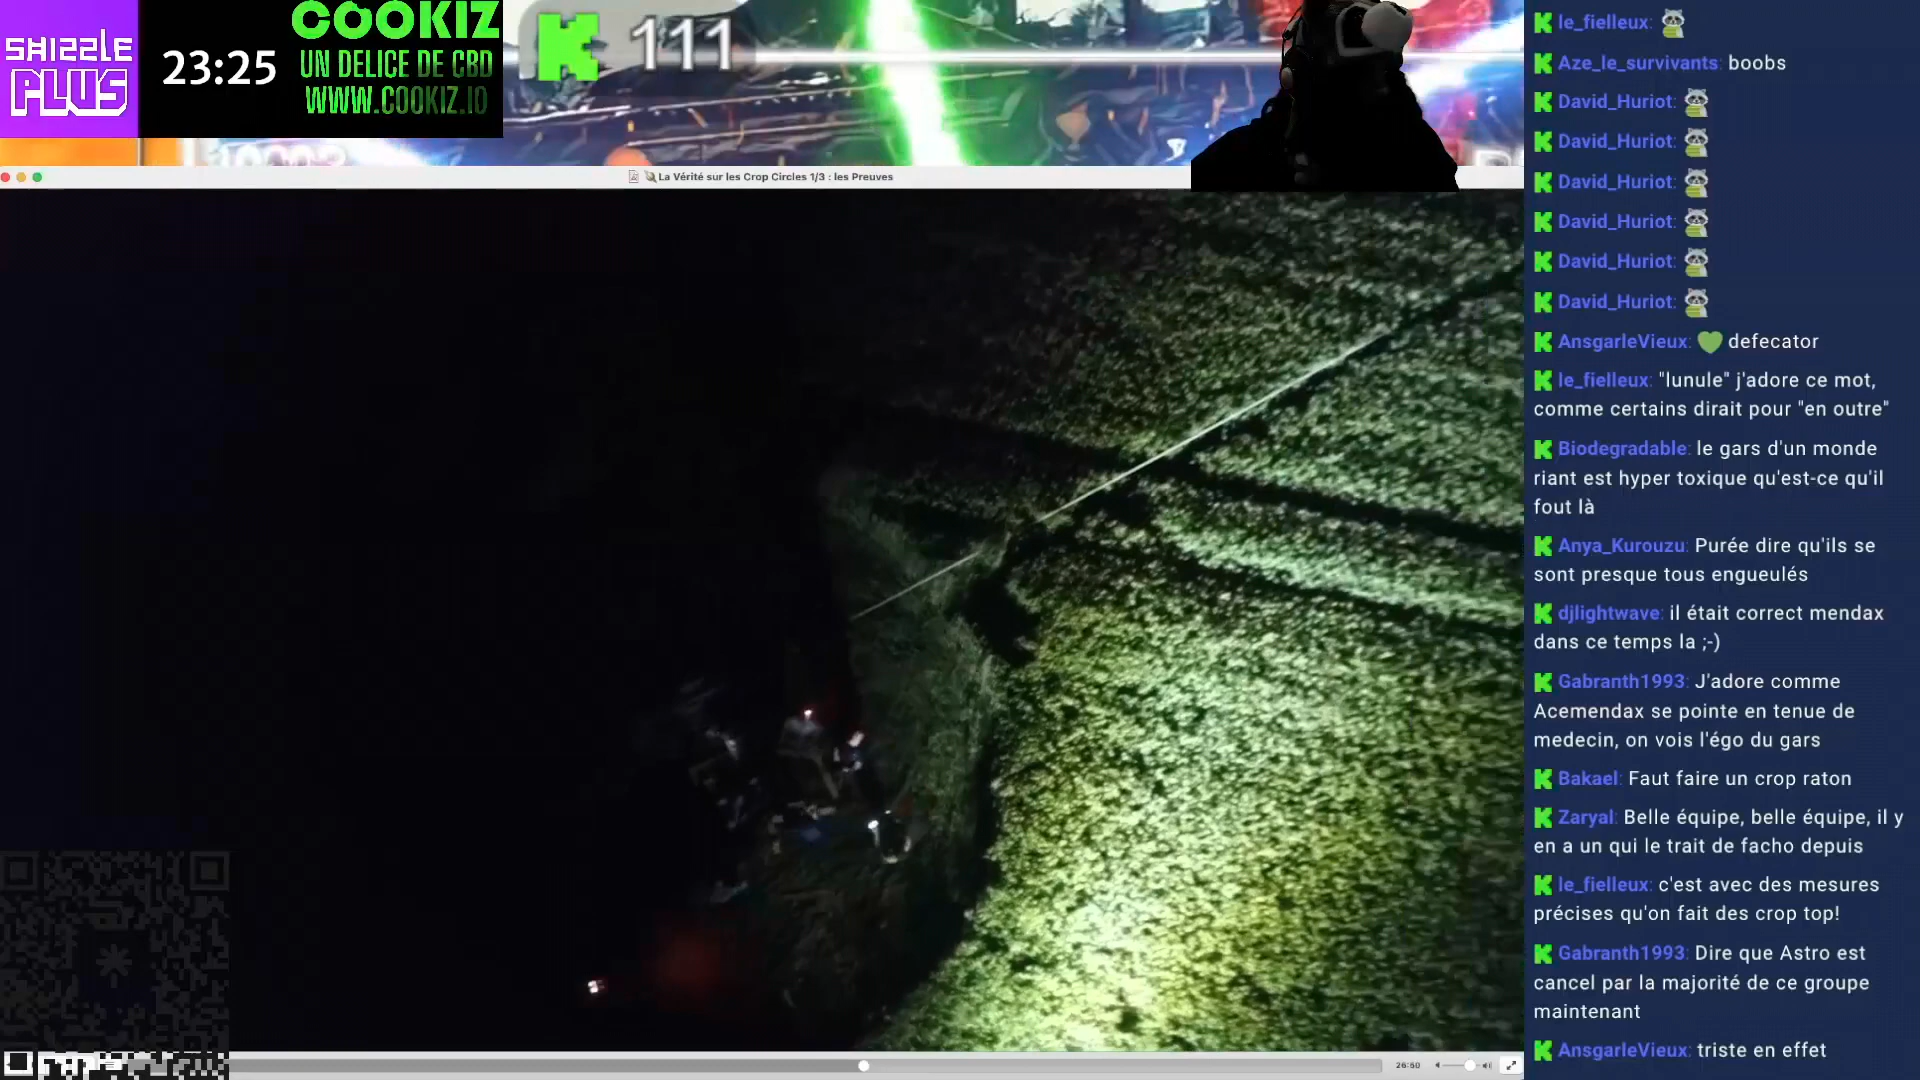 SHIZZLE
PLUS
23:25
COOKIZ
UN DELICE DE CBD
WWW.COOKIZ.IO
111
La Vérité sur les Crop Circles 1/3 : les Preuves
le_fielleux:
Aze_le_survivants: boobs
David_Huriot:
David_Huriot:
David_Huriot:
David_Huriot:
David_Huriot:
David_Huriot:
AnsgarleVieux: 💚 defecator
le_fielleux: "lunule" j'adore ce mot,
comme certains dirait pour "en outre"
Biodegradable: le gars d'un monde
riant est hyper toxique qu'est-ce qu'il
fout là
Anya_Kurouzu: Purée dire qu'ils se
sont presque tous engueulés
djlightwave: il était correct mendax
dans ce temps la ;-)
Gabranth1993: J'adore comme
Acemendax se pointe en tenue de
medecin, on vois l'égo du gars
Bakael: Faut faire un crop raton
Zaryal: Belle équipe, belle équipe, il y
en a un qui le trait de facho depuis
le_fielleux: c'est avec des mesures
précises qu'on fait des crop top!
Gabranth1993: Dire que Astro est
cancel par la majorité de ce groupe
maintenant
AnsgarleVieux: triste en effet
26:50